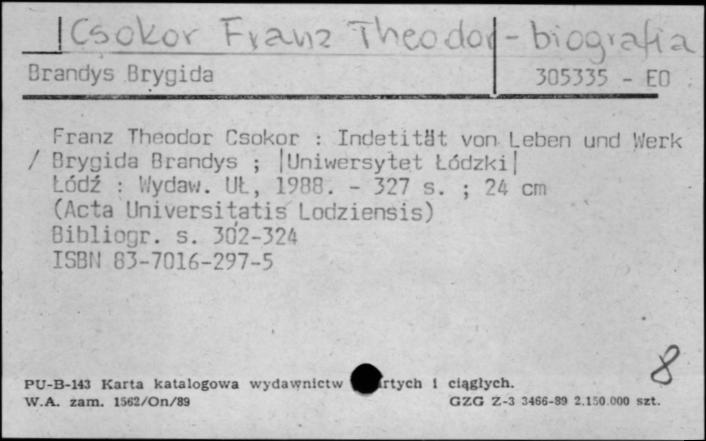 Csokor Franz Theodor - biografia
Brandys Brygida 305335 - EO
Franz Theodor Csokor : Indetität von Leben und Werk
/ Brygida Brandys ; |Uniwersytet Łódzki|
Łódź : Wydaw. UŁ, 1988. - 327 s. ; 24 cm
(Acta Universitatis Lodziensis)
Bibliogr. s. 302-324
ISBN 83-7016-297-5
8
PU-B-143 Karta katalogowa wydawnictw rtych i ciągłych.
W.A. zam. 1562/On/89 GZG Z-3 3466-89 2.150.000 szt.